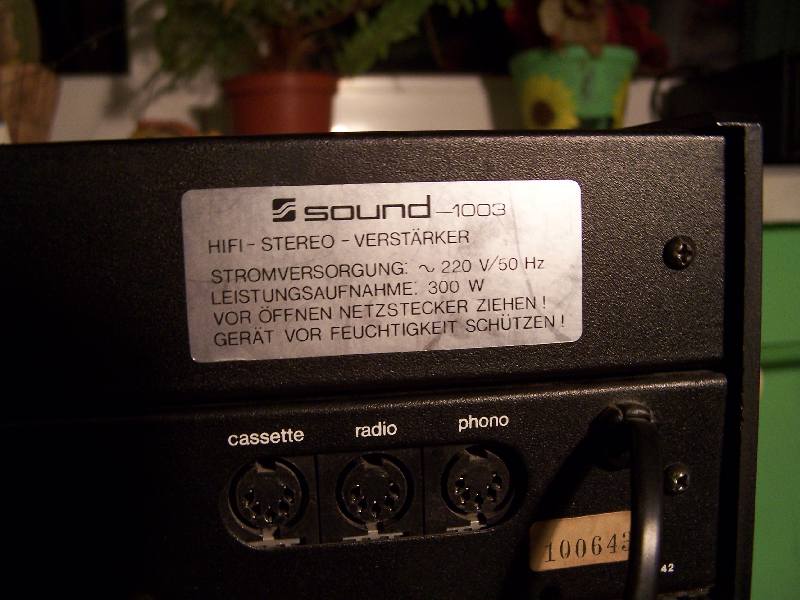 sound-1003
HIFI-STEREO-VERSTÄRKER
STROMVERSORGUNG: ~ 220 V/50 Hz
LEISTUNGSAUFNAHME: 300 W
VOR ÖFFNEN NETZSTECKER ZIEHEN!
GERÄT VOR FEUCHTIGKEIT SCHÜTZEN!
cassette radio phono
100643
42